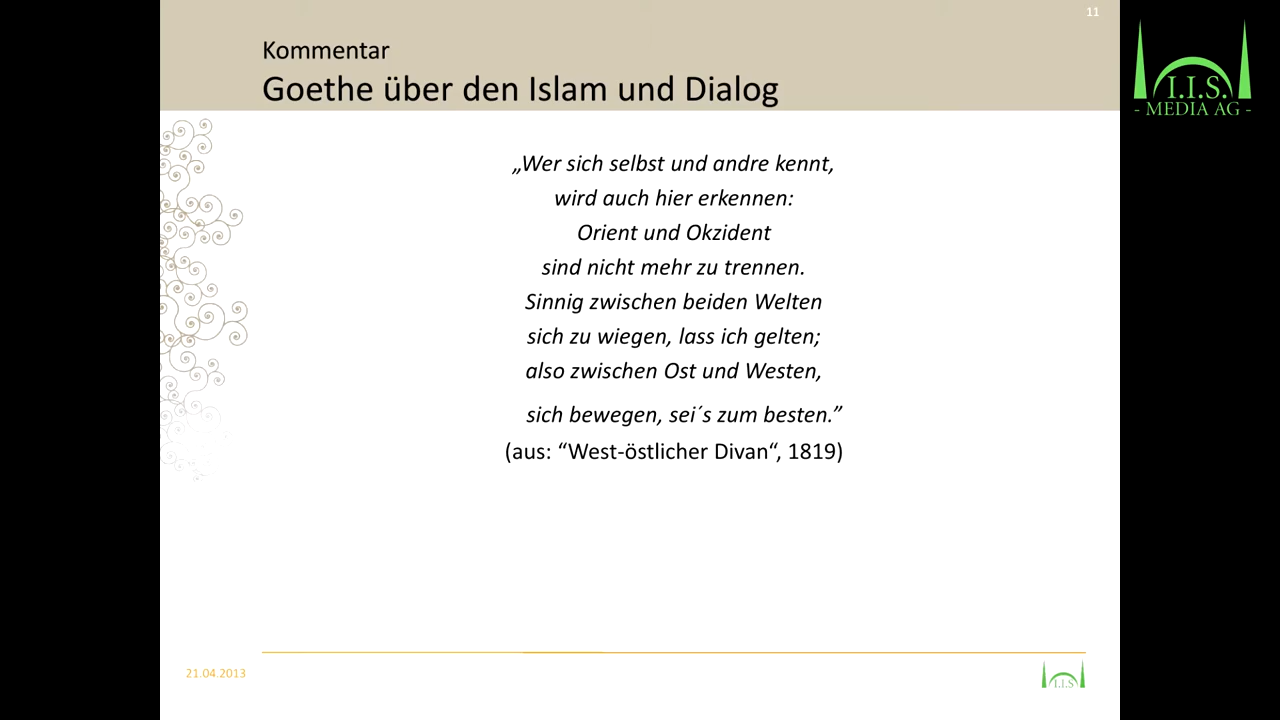 11
Kommentar
Goethe über den Islam und Dialog
I.I.S.
- MEDIA AG -
„Wer sich selbst und andre kennt,
wird auch hier erkennen:
Orient und Okzident
sind nicht mehr zu trennen.
Sinnig zwischen beiden Welten
sich zu wiegen, lass ich gelten;
also zwischen Ost und Westen,
sich bewegen, sei´s zum besten.”
(aus: “West-östlicher Divan“, 1819)
21.04.2013
I.I.S